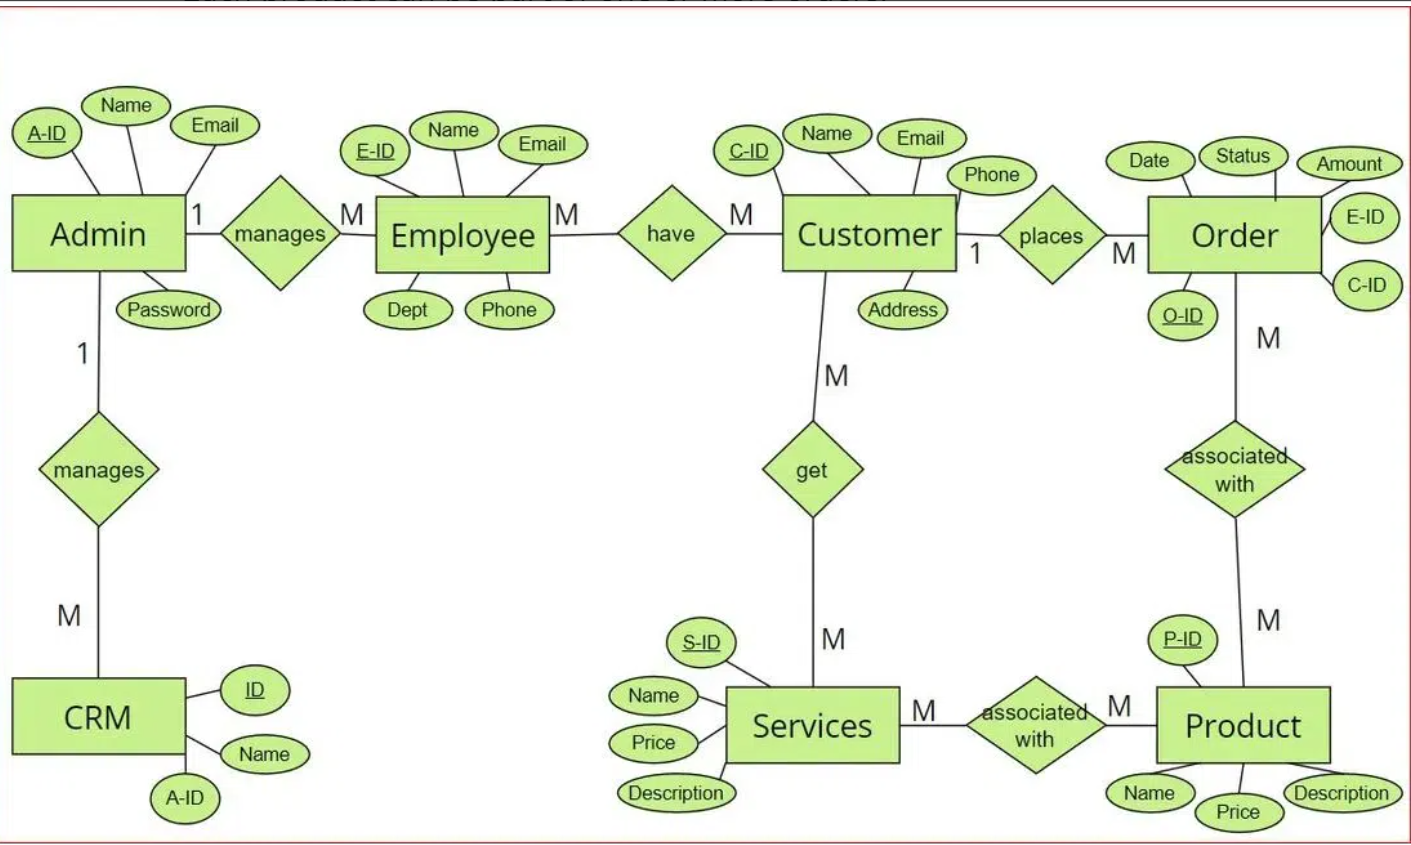 Name
A-ID
Email
Admin
Password
1
manages
M
E-ID
Name
Email
Employee
Dept
Phone
M
have
M
C-ID
Name
Email
Phone
Customer
Address
1
places
M
Date
Status
Amount
E-ID
C-ID
Order
O-ID
1
manages
M
M
get
M
M
associated
with
M
CRM
ID
Name
A-ID
S-ID
Name
Price
Description
Services
M
associated
with
M
P-ID
Product
Name
Price
Description